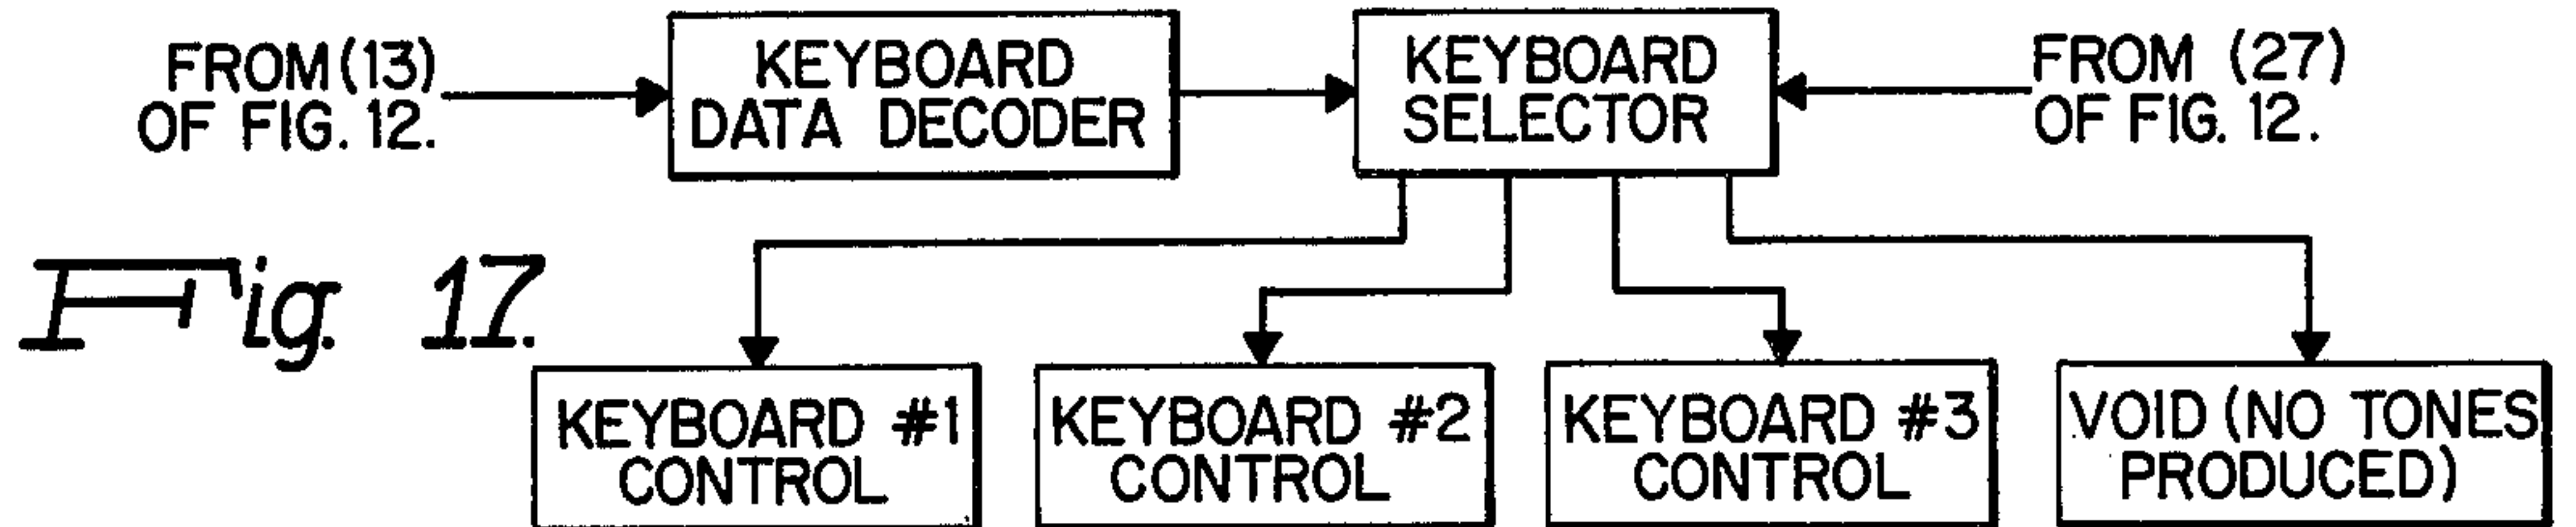 FROM (13)
OF FIG. 12.
KEYBOARD
DATA DECODER
KEYBOARD
SELECTOR
FROM (27)
OF FIG. 12.
Fig. 17.
KEYBOARD #1
CONTROL
KEYBOARD #2
CONTROL
KEYBOARD #3
CONTROL
VOID (NO TONES
PRODUCED)